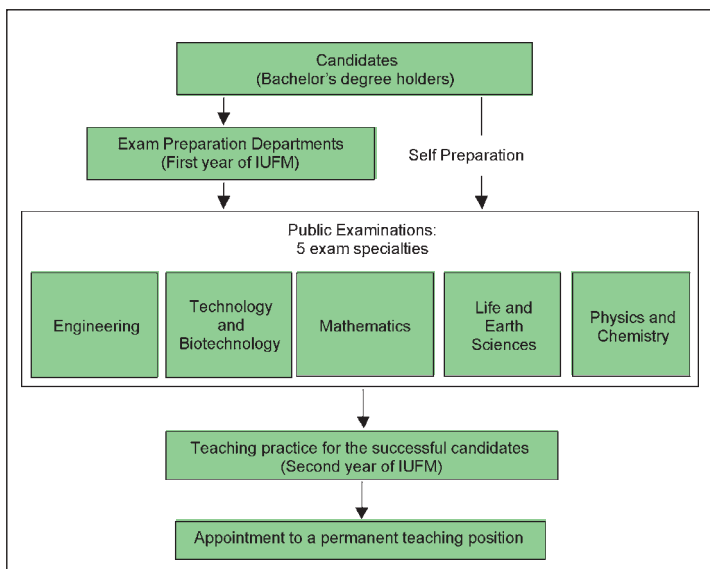 Candidates
(Bachelor's degree holders)
Exam Preparation Departments
(First year of IUFM)
Self Preparation
Public Examinations:
5 exam specialties
Engineering
Technology
and
Biotechnology
Mathematics
Life and
Earth
Sciences
Physics and
Chemistry
Teaching practice for the successful candidates
(Second year of IUFM)
Appointment to a permanent teaching position